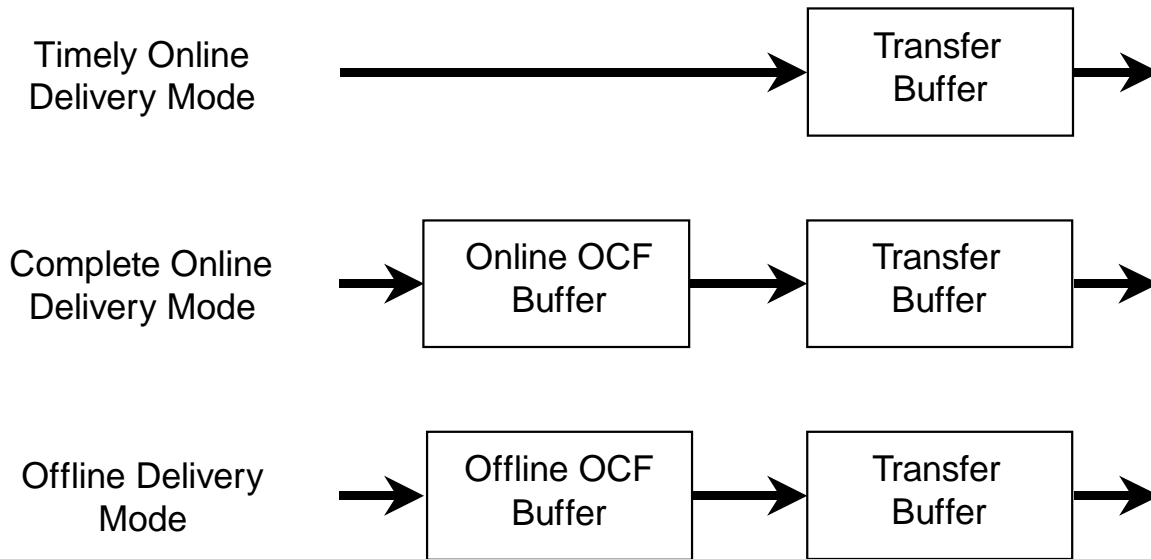 Timely Online
Delivery Mode
Transfer
Buffer
Complete Online
Delivery Mode
Online OCF
Buffer
Transfer
Buffer
Offline Delivery
Mode
Offline OCF
Buffer
Transfer
Buffer